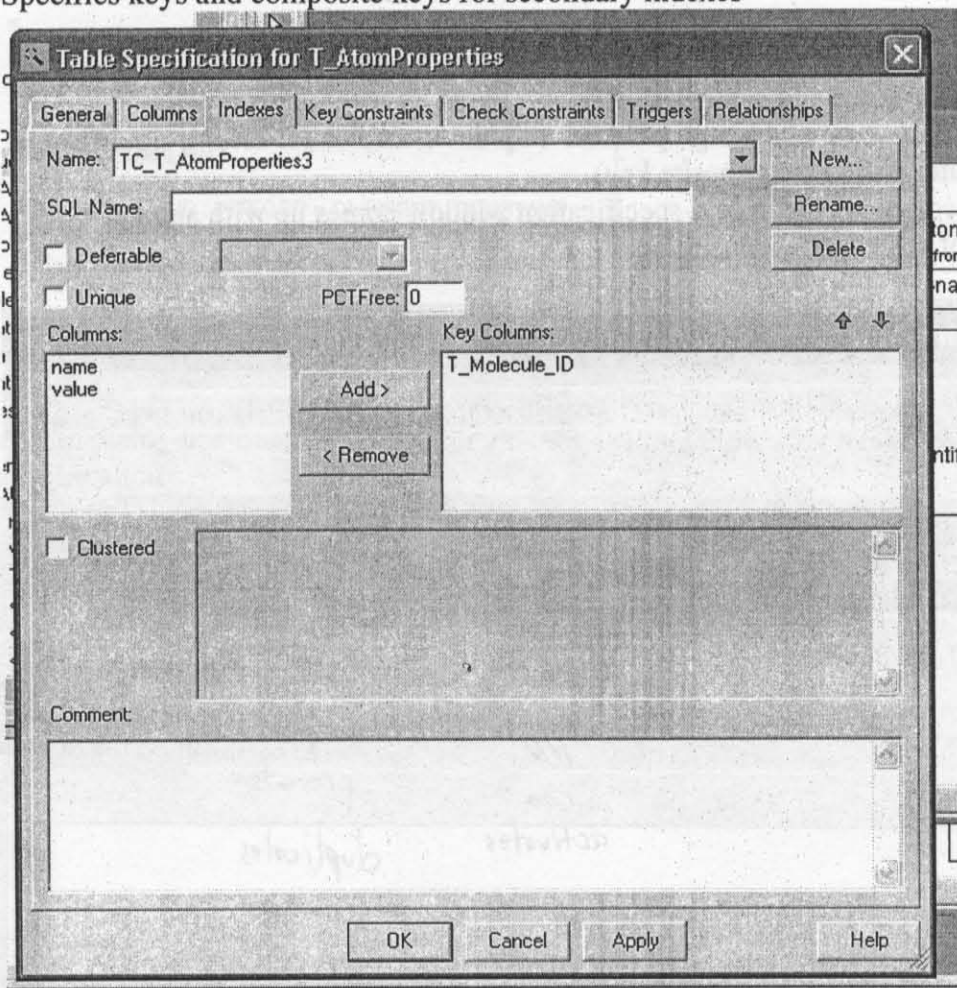 Specifies keys and composite keys for secondary indexes
Table Specification for T_AtomProperties
General Columns Indexes Key Constraints Check Constraints Triggers Relationships
Name: TC_T_AtomProperties3 New...
SQL Name: Rename...
Deferrable Delete
Unique PCTFree: 0
Columns: Key Columns:
name T_Molecule_ID
value Add >
< Remove
Clustered
Comment:
OK Cancel Apply Help